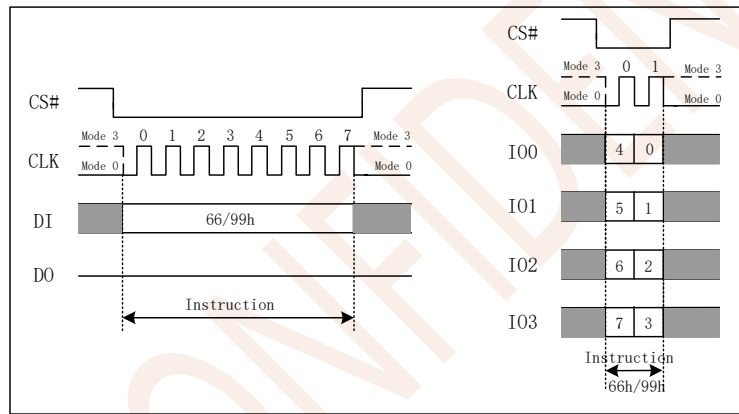 CS#
Mode 3 0 1 2 3 4 5 6 7 Mode 3
CLK
Mode 0 Mode 0
DI 66/99h
DO
Instruction
CS#
Mode 3 0 1 Mode 3
CLK
Mode 0 Mode 0
IO0 4 0
IO1 5 1
IO2 6 2
IO3 7 3
Instruction
66h/99h